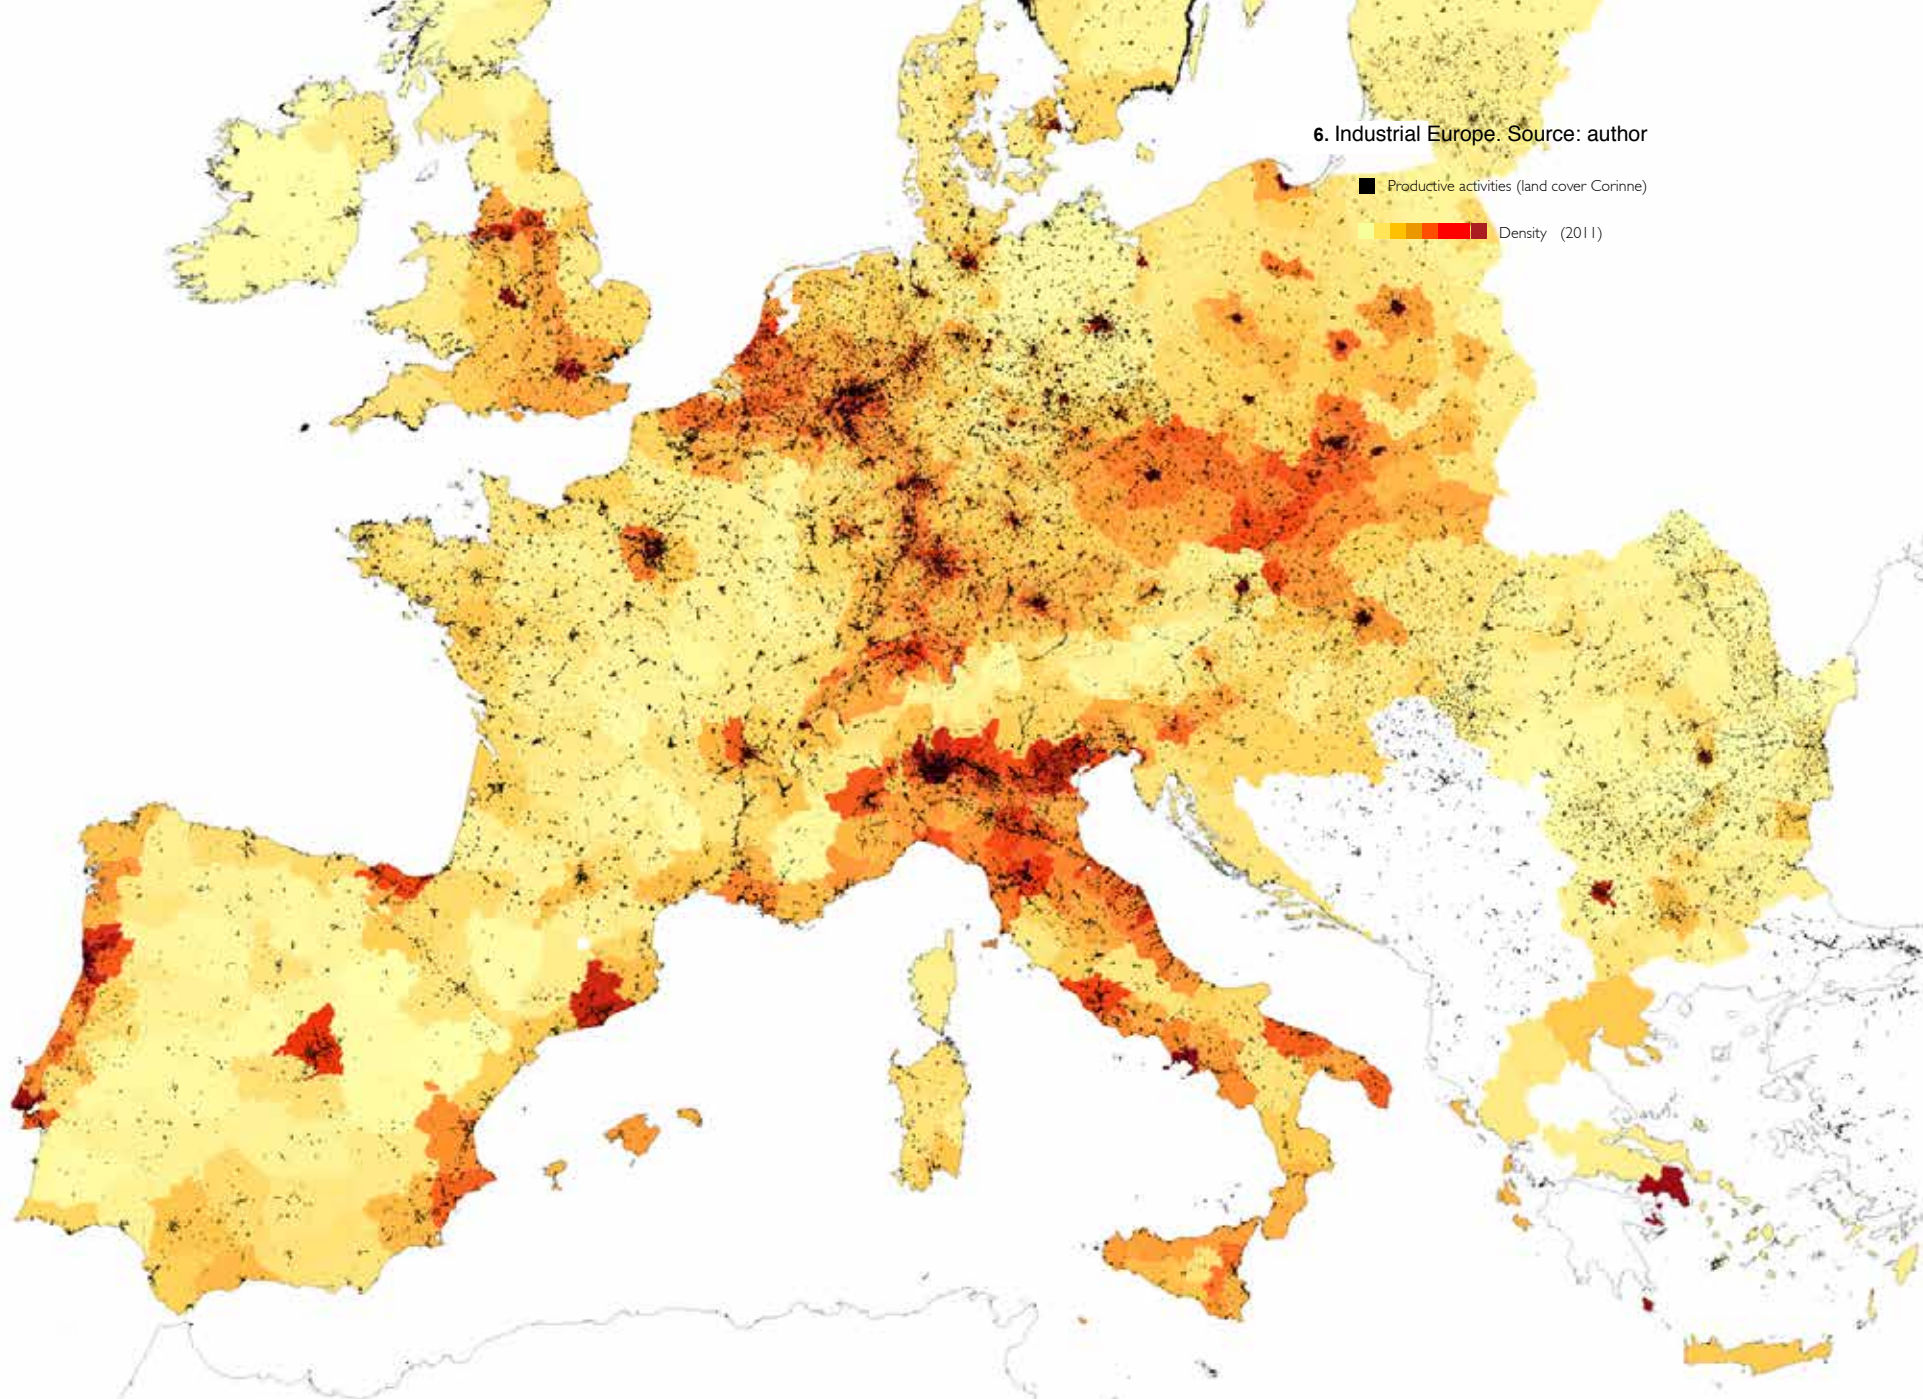 6. Industrial Europe. Source: author
Productive activities (land cover Corinne)
Density (2011)